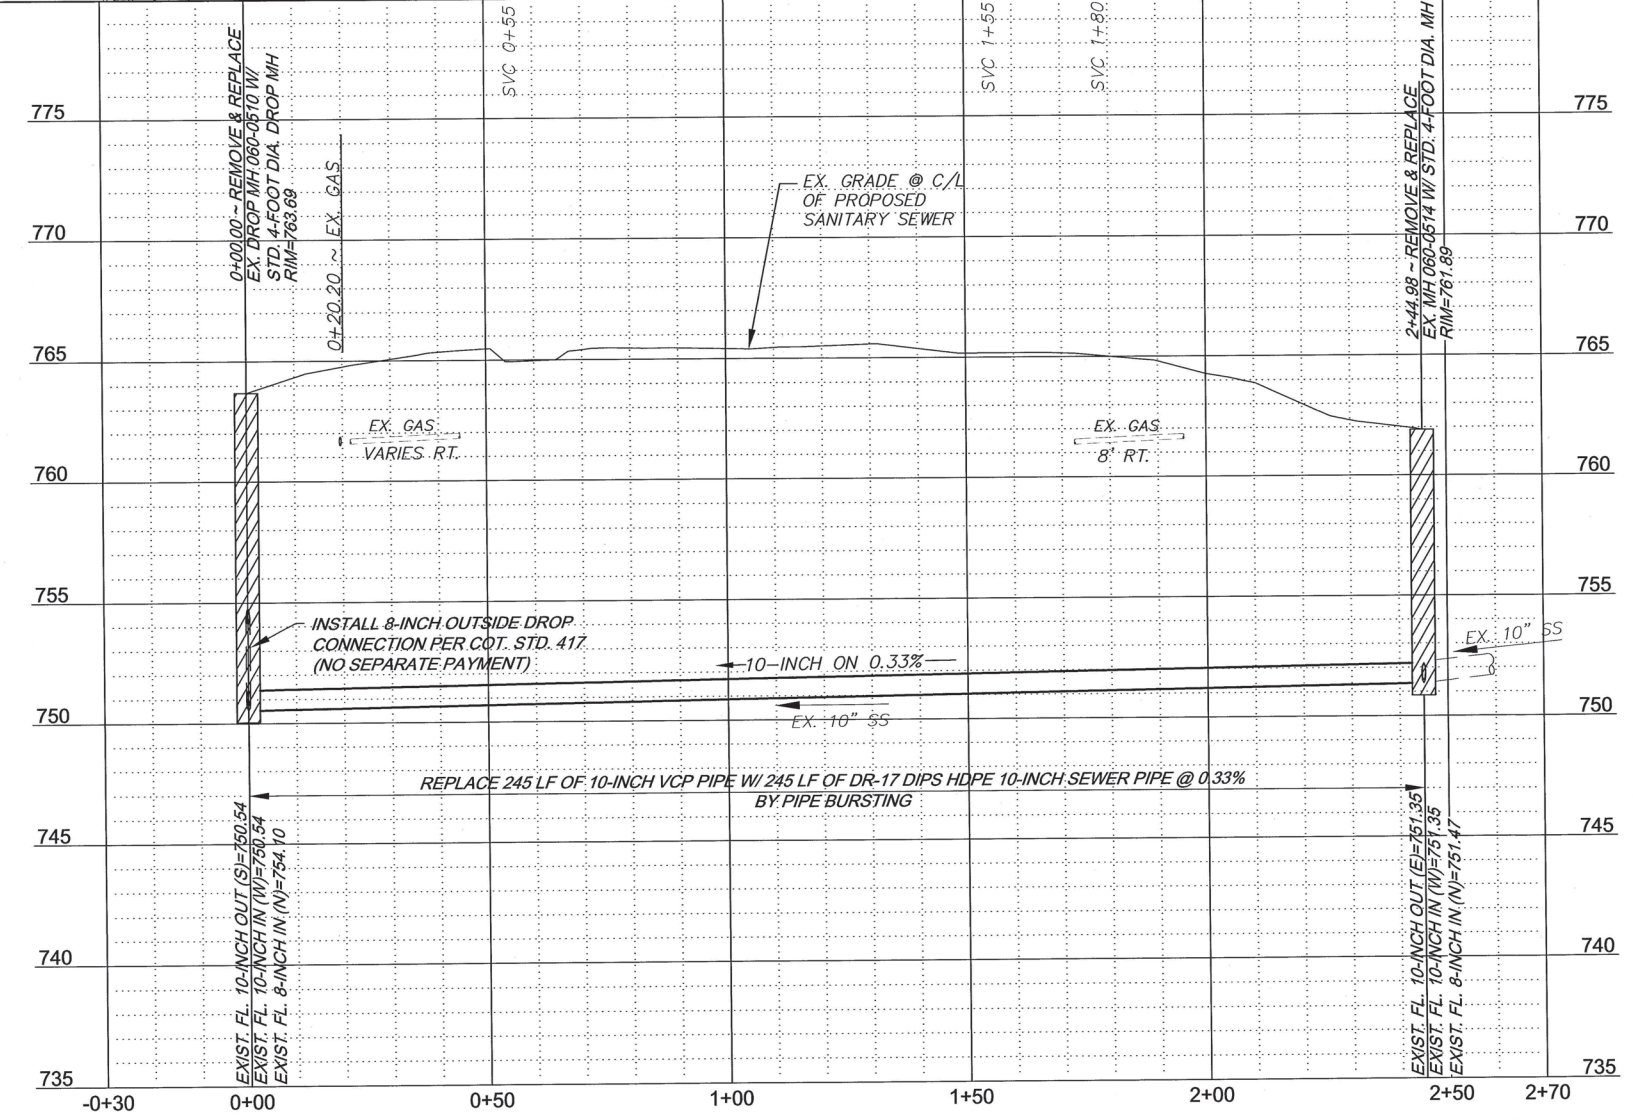 0+00.00 ~ REMOVE & REPLACE
EX. DROP MH 060-0510 W/
STD. 4-FOOT DIA. DROP MH
RIM=763.69
0+20.20 ~ EX. GAS
SVC 0+55
SVC 1+55
SVC 1+80
2+44.98 ~ REMOVE & REPLACE
EX. MH 060-0514 W/ STD. 4-FOOT DIA. MH
RIM=761.89
775
775
770
770
765
765
760
760
755
755
750
750
745
745
740
740
735
735
EX. GRADE @ C/L
OF PROPOSED
SANITARY SEWER
EX. GAS
VARIES RT.
EX. GAS
8' RT.
INSTALL 8-INCH OUTSIDE DROP
CONNECTION PER COT. STD. 417
(NO SEPARATE PAYMENT)
10-INCH ON 0.33%
EX. 10" SS
EX. 10" SS
REPLACE 245 LF OF 10-INCH VCP PIPE W/ 245 LF OF DR-17 DIPS HDPE 10-INCH SEWER PIPE @ 0.33%
BY PIPE BURSTING
EXIST. FL. 10-INCH OUT (S)=750.54
EXIST. FL. 10-INCH IN (W)=750.54
EXIST. FL. 8-INCH IN (N)=754.10
EXIST. FL. 10-INCH OUT (E)=751.35
EXIST. FL. 10-INCH IN (W)=751.35
EXIST. FL. 8-INCH IN (N)=751.47
-0+30
0+00
0+50
1+00
1+50
2+00
2+50
2+70